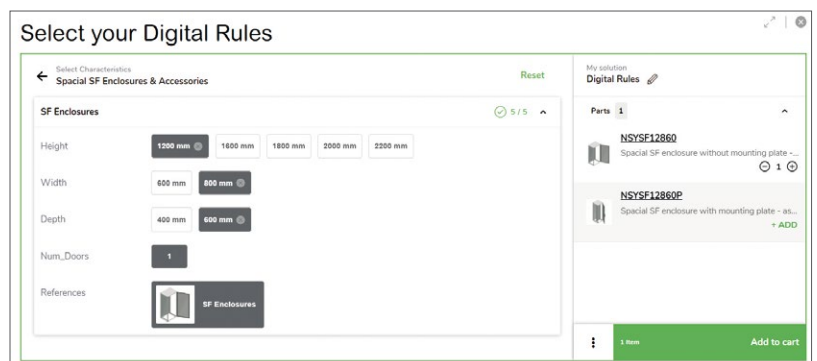 Select your Digital Rules
Select Characteristics
Spacial SF Enclosures & Accessories
Reset
SF Enclosures
5 / 5
Height
1200 mm
1600 mm
1800 mm
2000 mm
2200 mm
Width
600 mm
800 mm
Depth
400 mm
600 mm
Num_Doors
1
References
SF Enclosures
My solution
Digital Rules
Parts 1
NSYSF12860
Spacial SF enclosure without mounting plate -...
1
NSYSF12860P
Spacial SF enclosure with mounting plate - as...
+ ADD
1 Item
Add to cart